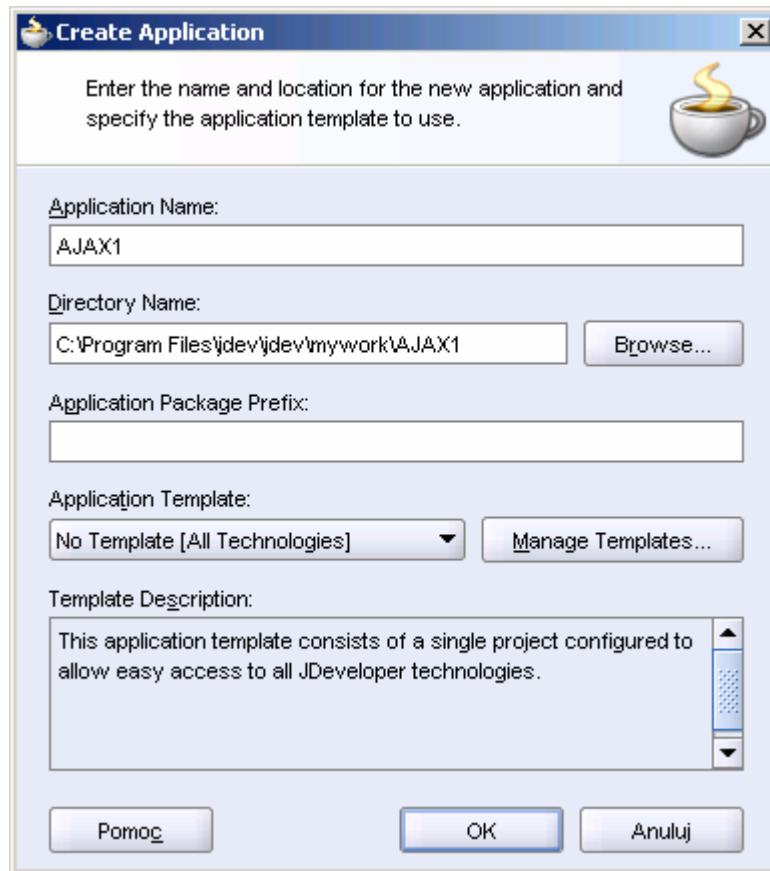 Create Application
Enter the name and location for the new application and
specify the application template to use.
Application Name:
AJAX1
Directory Name:
C:\Program Files\jdev\jdev\mywork\AJAX1
Browse...
Application Package Prefix:
Application Template:
No Template [All Technologies]
Manage Templates...
Template Description:
This application template consists of a single project configured to
allow easy access to all JDeveloper technologies.
Pomoc
OK
Anuluj